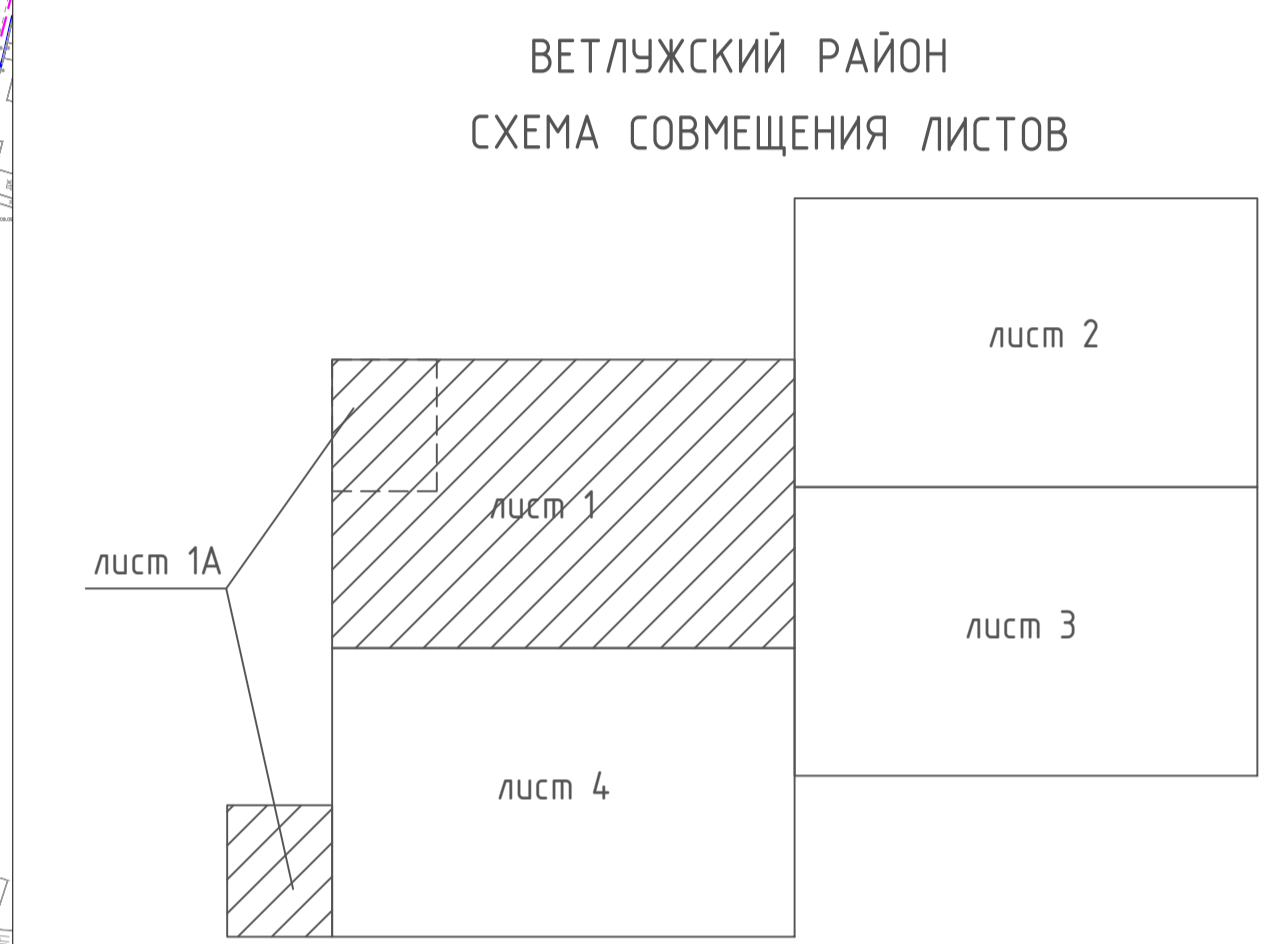 ВЕТЛУЖСКИЙ РАЙОН
СХЕМА СОВМЕЩЕНИЯ ЛИСТОВ
лист 2
лист 1
лист 1А
лист 3
лист 4